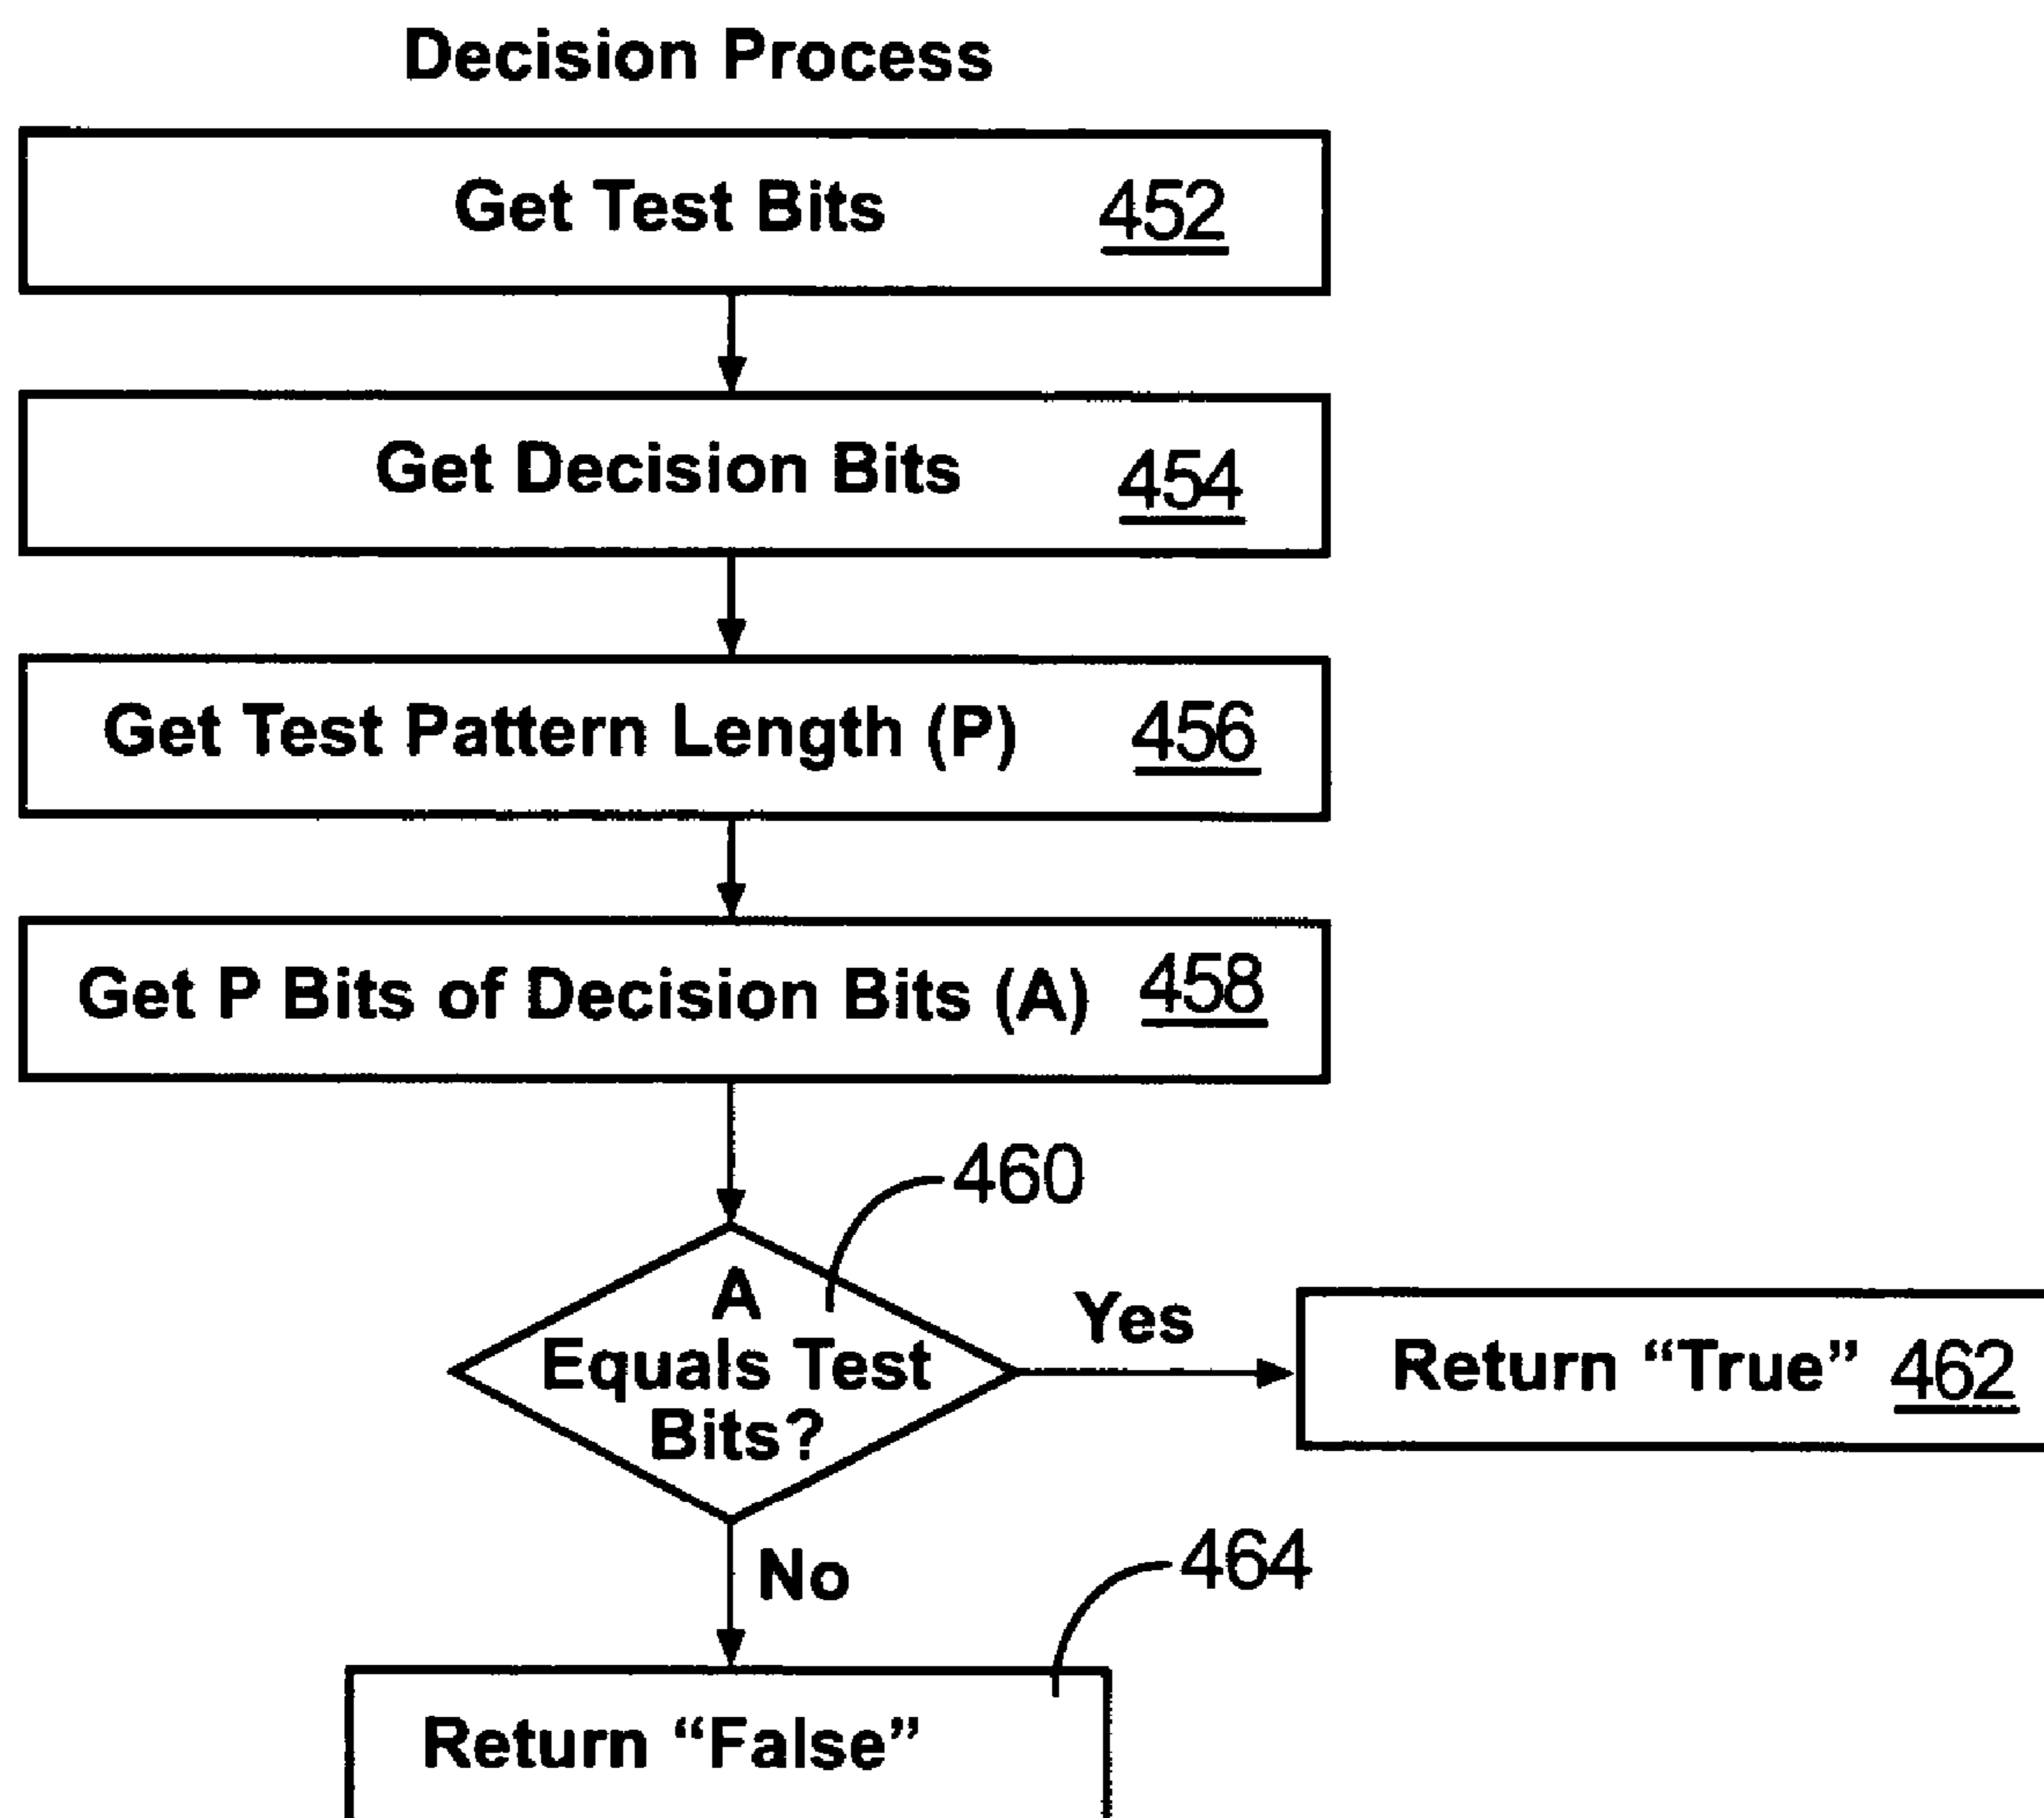 Decision Process
Get Test Bits 452
Get Decision Bits 454
Get Test Pattern Length (P) 456
Get P Bits of Decision Bits (A) 458
460
A
Equals Test
Bits?
Yes
Return “True” 462
No
464
Return “False”